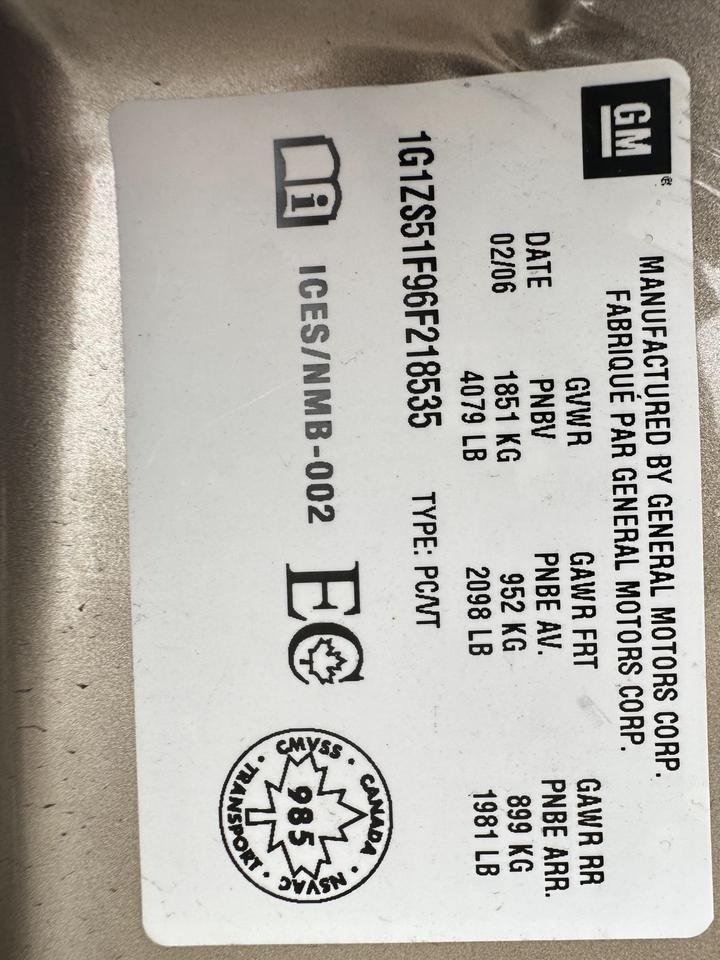 GM
MANUFACTURED BY GENERAL MOTORS CORP.
FABRIQUÉ PAR GENERAL MOTORS CORP.
DATE GVWR GAWR FRT GAWR RR
02/06 PNBV PNBE AV. PNBE ARR.
1851 KG 952 KG 899 KG
4079 LB 2098 LB 1981 LB
1G1ZS51F96F218535 TYPE: PC/VT
i ICES/NMB-002 EC
CANADA · CMVSS · TRANSPORT · NSVAC ·
985